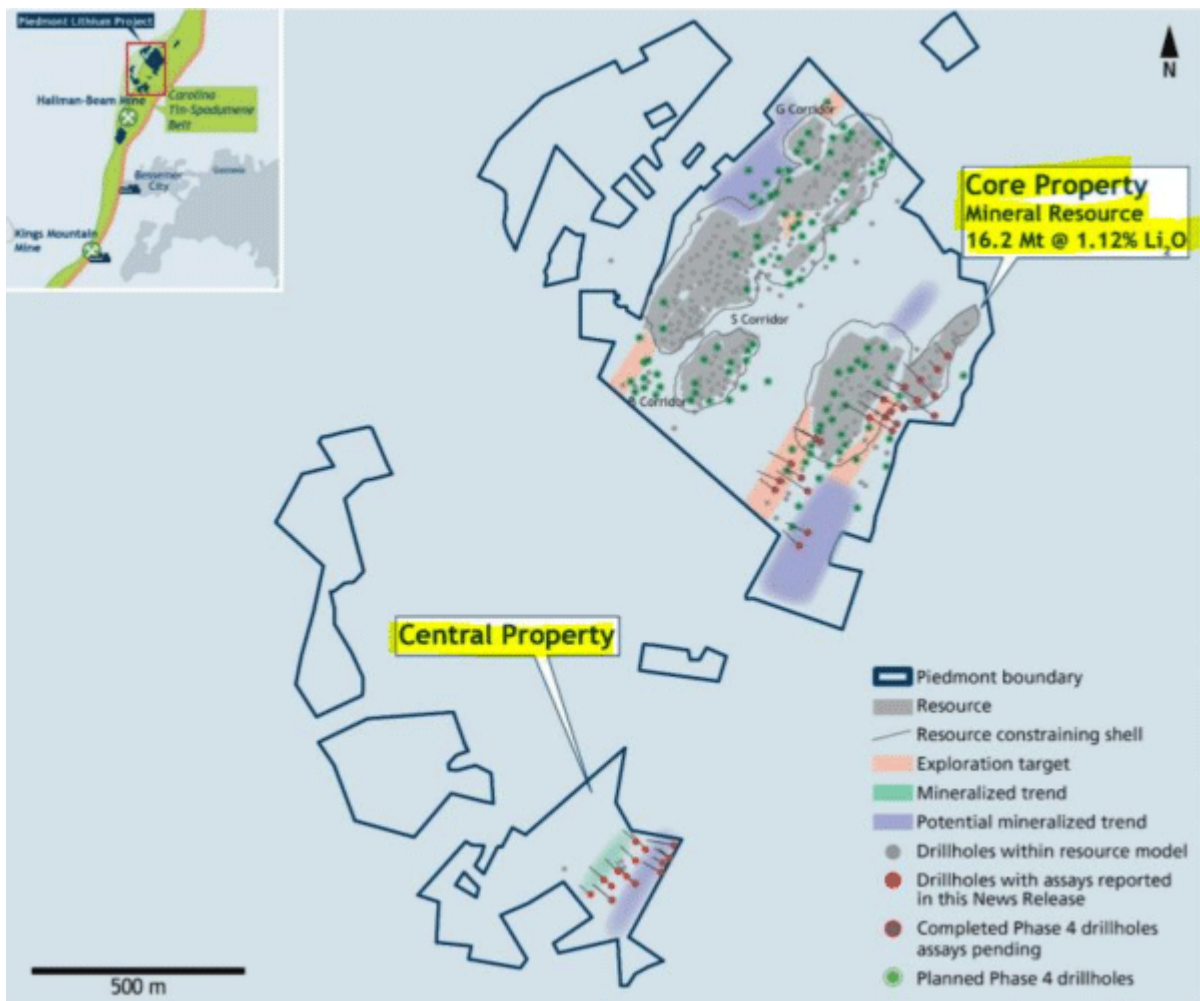 Piedmont Lithium Project
Hallman-Beam Mine
Carolina
Tin-Spodumene
Belt
Bessemer
City
Gastonia
Kings Mountain
Mine
N
G Corridor
Core Property
Mineral Resource
16.2 Mt @ 1.12% Li₂O
S Corridor
B Corridor
Central Property
Piedmont boundary
Resource
Resource constraining shell
Exploration target
Mineralized trend
Potential mineralized trend
Drillholes within resource model
Drillholes with assays reported
in this News Release
Completed Phase 4 drillholes
assays pending
Planned Phase 4 drillholes
500 m